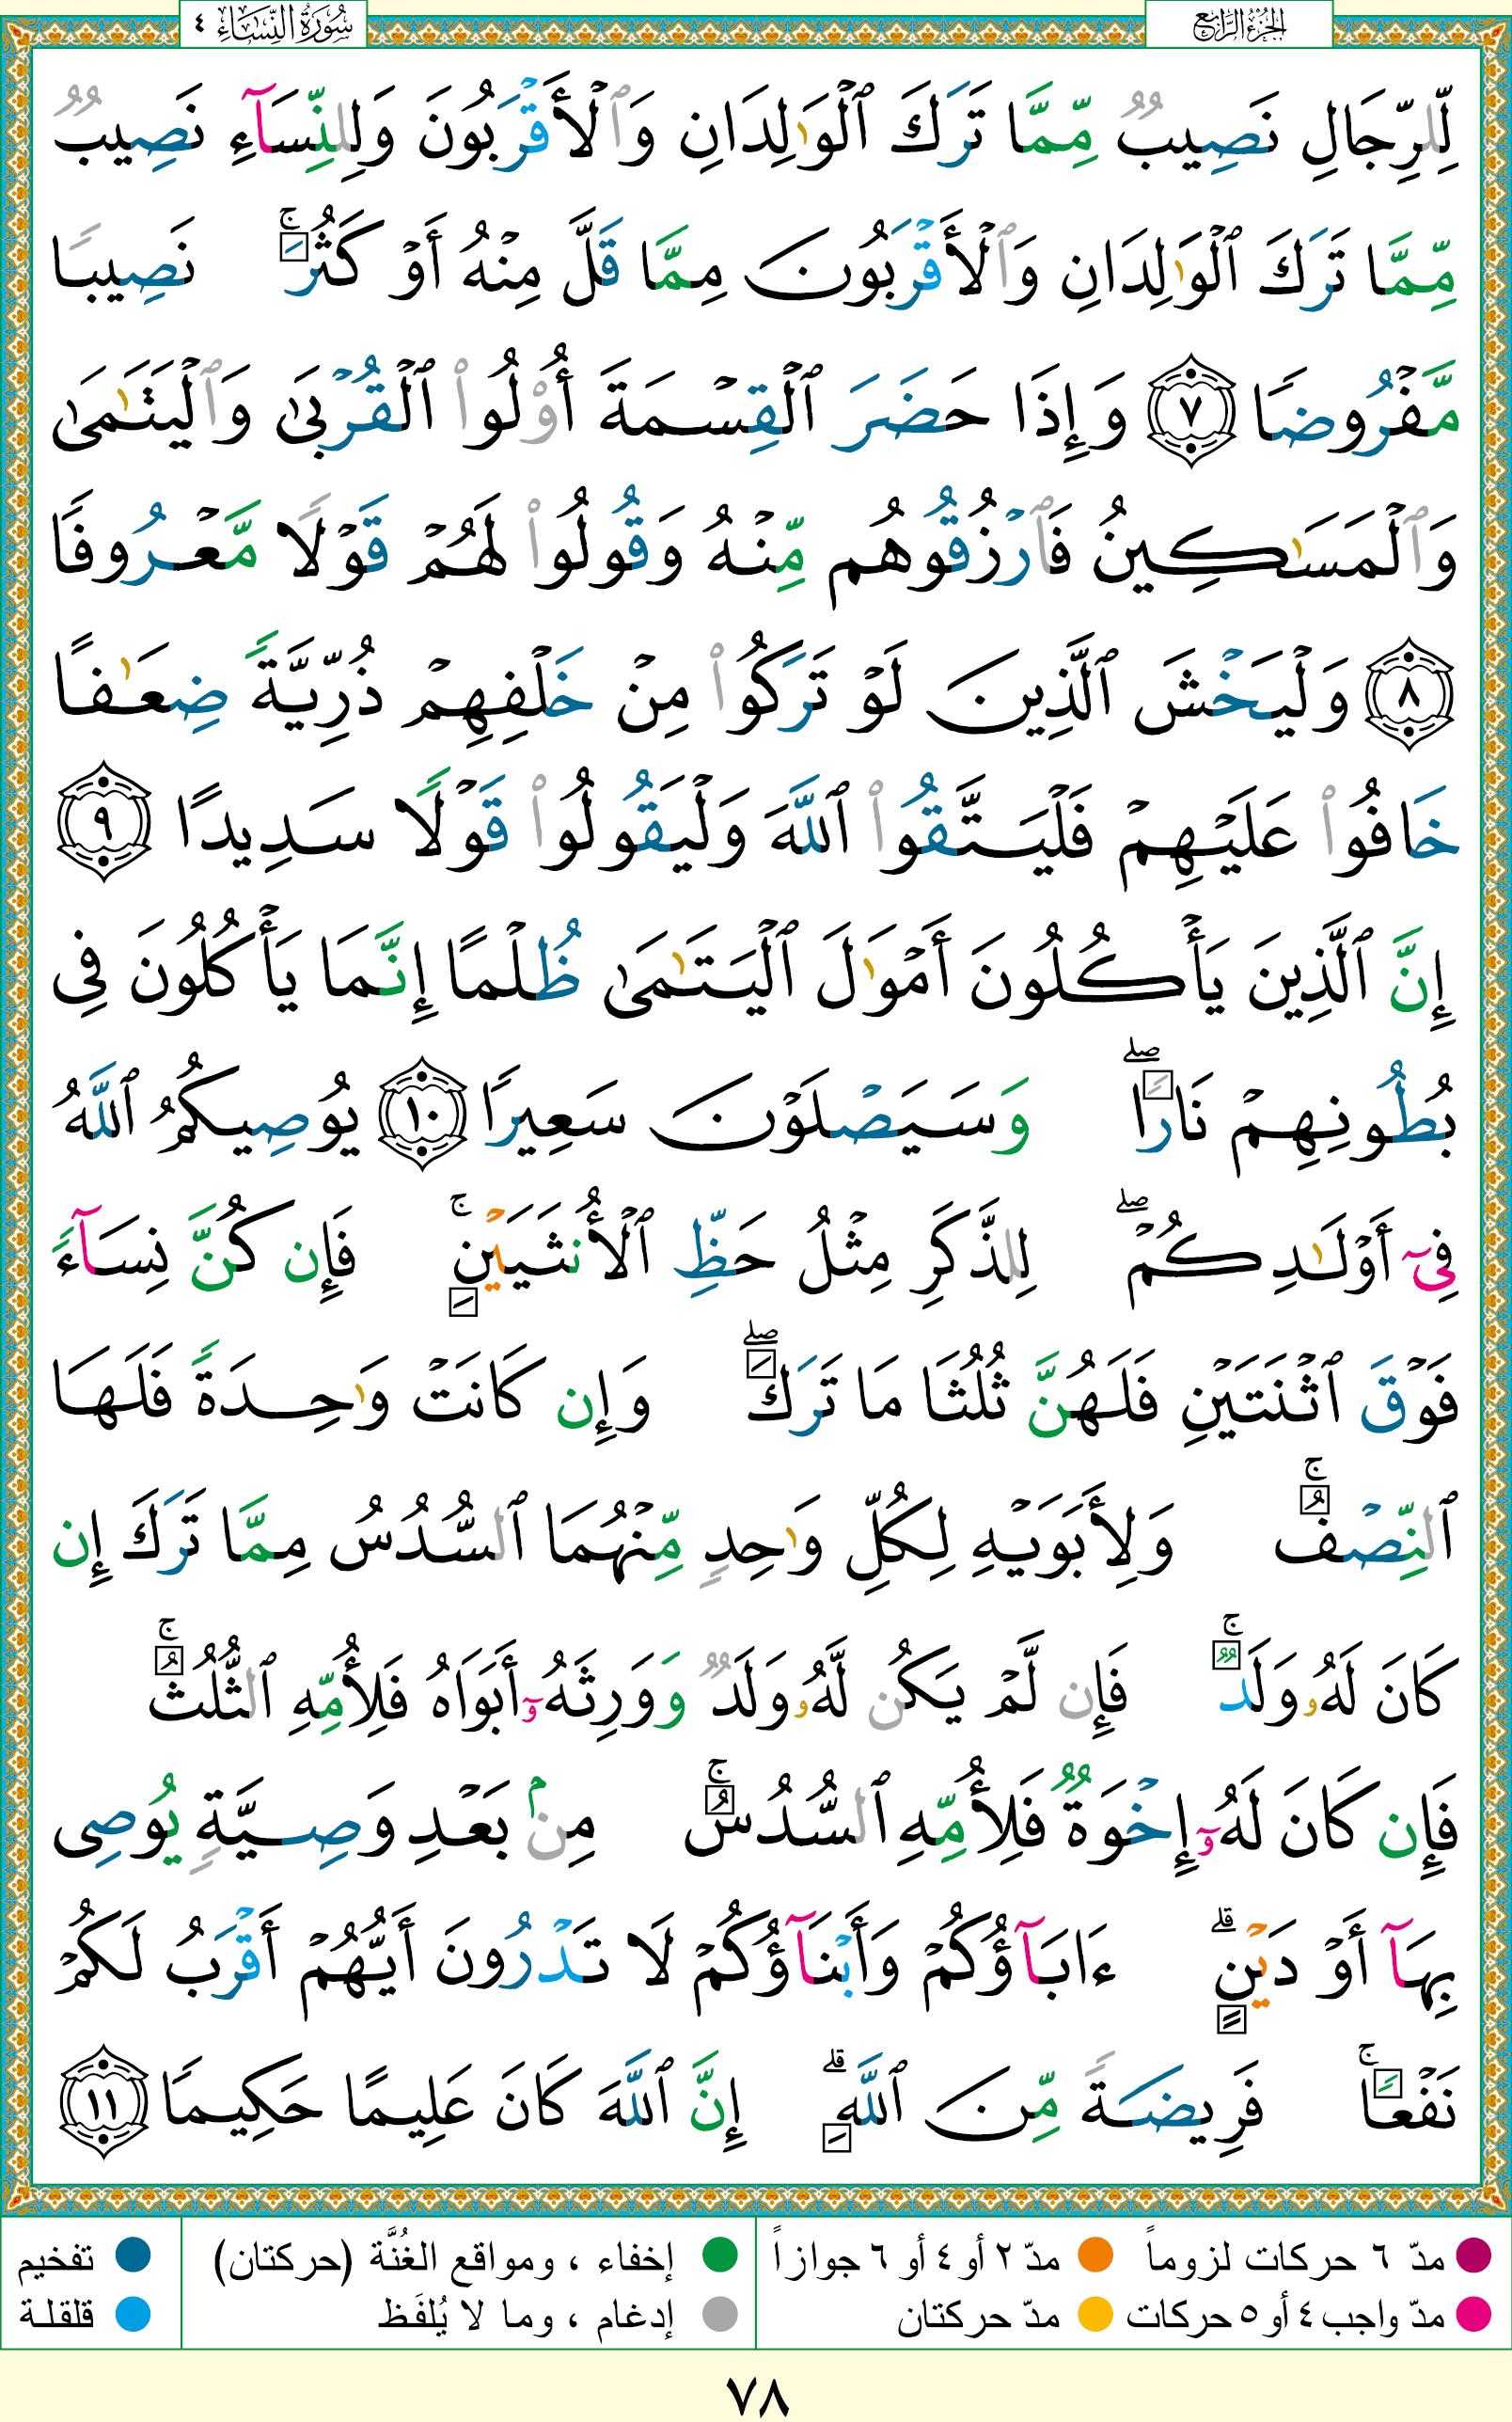 الجزء الرابع
سورة النساء ٤
لِّلرِّجَالِ نَصِيبٌ مِّمَّا تَرَكَ ٱلْوَٰلِدَانِ وَٱلْأَقْرَبُونَ وَلِلنِّسَآءِ نَصِيبٌ
مِّمَّا تَرَكَ ٱلْوَٰلِدَانِ وَٱلْأَقْرَبُونَ مِمَّا قَلَّ مِنْهُ أَوْ كَثُرَ ۚ نَصِيبًا
مَّفْرُوضًا ٧ وَإِذَا حَضَرَ ٱلْقِسْمَةَ أُو۟لُوا۟ ٱلْقُرْبَىٰ وَٱلْيَتَٰمَىٰ
وَٱلْمَسَٰكِينُ فَٱرْزُقُوهُم مِّنْهُ وَقُولُوا۟ لَهُمْ قَوْلًا مَّعْرُوفًا
٨ وَلْيَخْشَ ٱلَّذِينَ لَوْ تَرَكُوا۟ مِنْ خَلْفِهِمْ ذُرِّيَّةً ضِعَٰفًا
خَافُوا۟ عَلَيْهِمْ فَلْيَتَّقُوا۟ ٱللَّهَ وَلْيَقُولُوا۟ قَوْلًا سَدِيدًا ٩
إِنَّ ٱلَّذِينَ يَأْكُلُونَ أَمْوَٰلَ ٱلْيَتَٰمَىٰ ظُلْمًا إِنَّمَا يَأْكُلُونَ فِى
بُطُونِهِمْ نَارًا ۖ وَسَيَصْلَوْنَ سَعِيرًا ١٠ يُوصِيكُمُ ٱللَّهُ
فِىٓ أَوْلَٰدِكُمْ ۖ لِلذَّكَرِ مِثْلُ حَظِّ ٱلْأُنثَيَيْنِ ۚ فَإِن كُنَّ نِسَآءً
فَوْقَ ٱثْنَتَيْنِ فَلَهُنَّ ثُلُثَا مَا تَرَكَ ۖ وَإِن كَانَتْ وَٰحِدَةً فَلَهَا
ٱلنِّصْفُ ۚ وَلِأَبَوَيْهِ لِكُلِّ وَٰحِدٍ مِّنْهُمَا ٱلسُّدُسُ مِمَّا تَرَكَ إِن
كَانَ لَهُۥ وَلَدٌ ۚ فَإِن لَّمْ يَكُن لَّهُۥ وَلَدٌ وَوَرِثَهُۥٓ أَبَوَاهُ فَلِأُمِّهِ ٱلثُّلُثُ ۚ
فَإِن كَانَ لَهُۥٓ إِخْوَةٌ فَلِأُمِّهِ ٱلسُّدُسُ ۚ مِنۢ بَعْدِ وَصِيَّةٍ يُوصِى
بِهَآ أَوْ دَيْنٍ ۗ ءَابَآؤُكُمْ وَأَبْنَآؤُكُمْ لَا تَدْرُونَ أَيُّهُمْ أَقْرَبُ لَكُمْ
نَفْعًا ۚ فَرِيضَةً مِّنَ ٱللَّهِ ۗ إِنَّ ٱللَّهَ كَانَ عَلِيمًا حَكِيمًا ١١
مدّ ٦ حركات لزوماً مدّ ٢ أو ٤ أو ٦ جوازاً إخفاء ، ومواقع الغُنَّة (حركتان) تفخيم
مدّ واجب ٤ أو ٥ حركات مدّ حركتان إدغام ، وما لا يُلفَظ قلقلة
٧٨